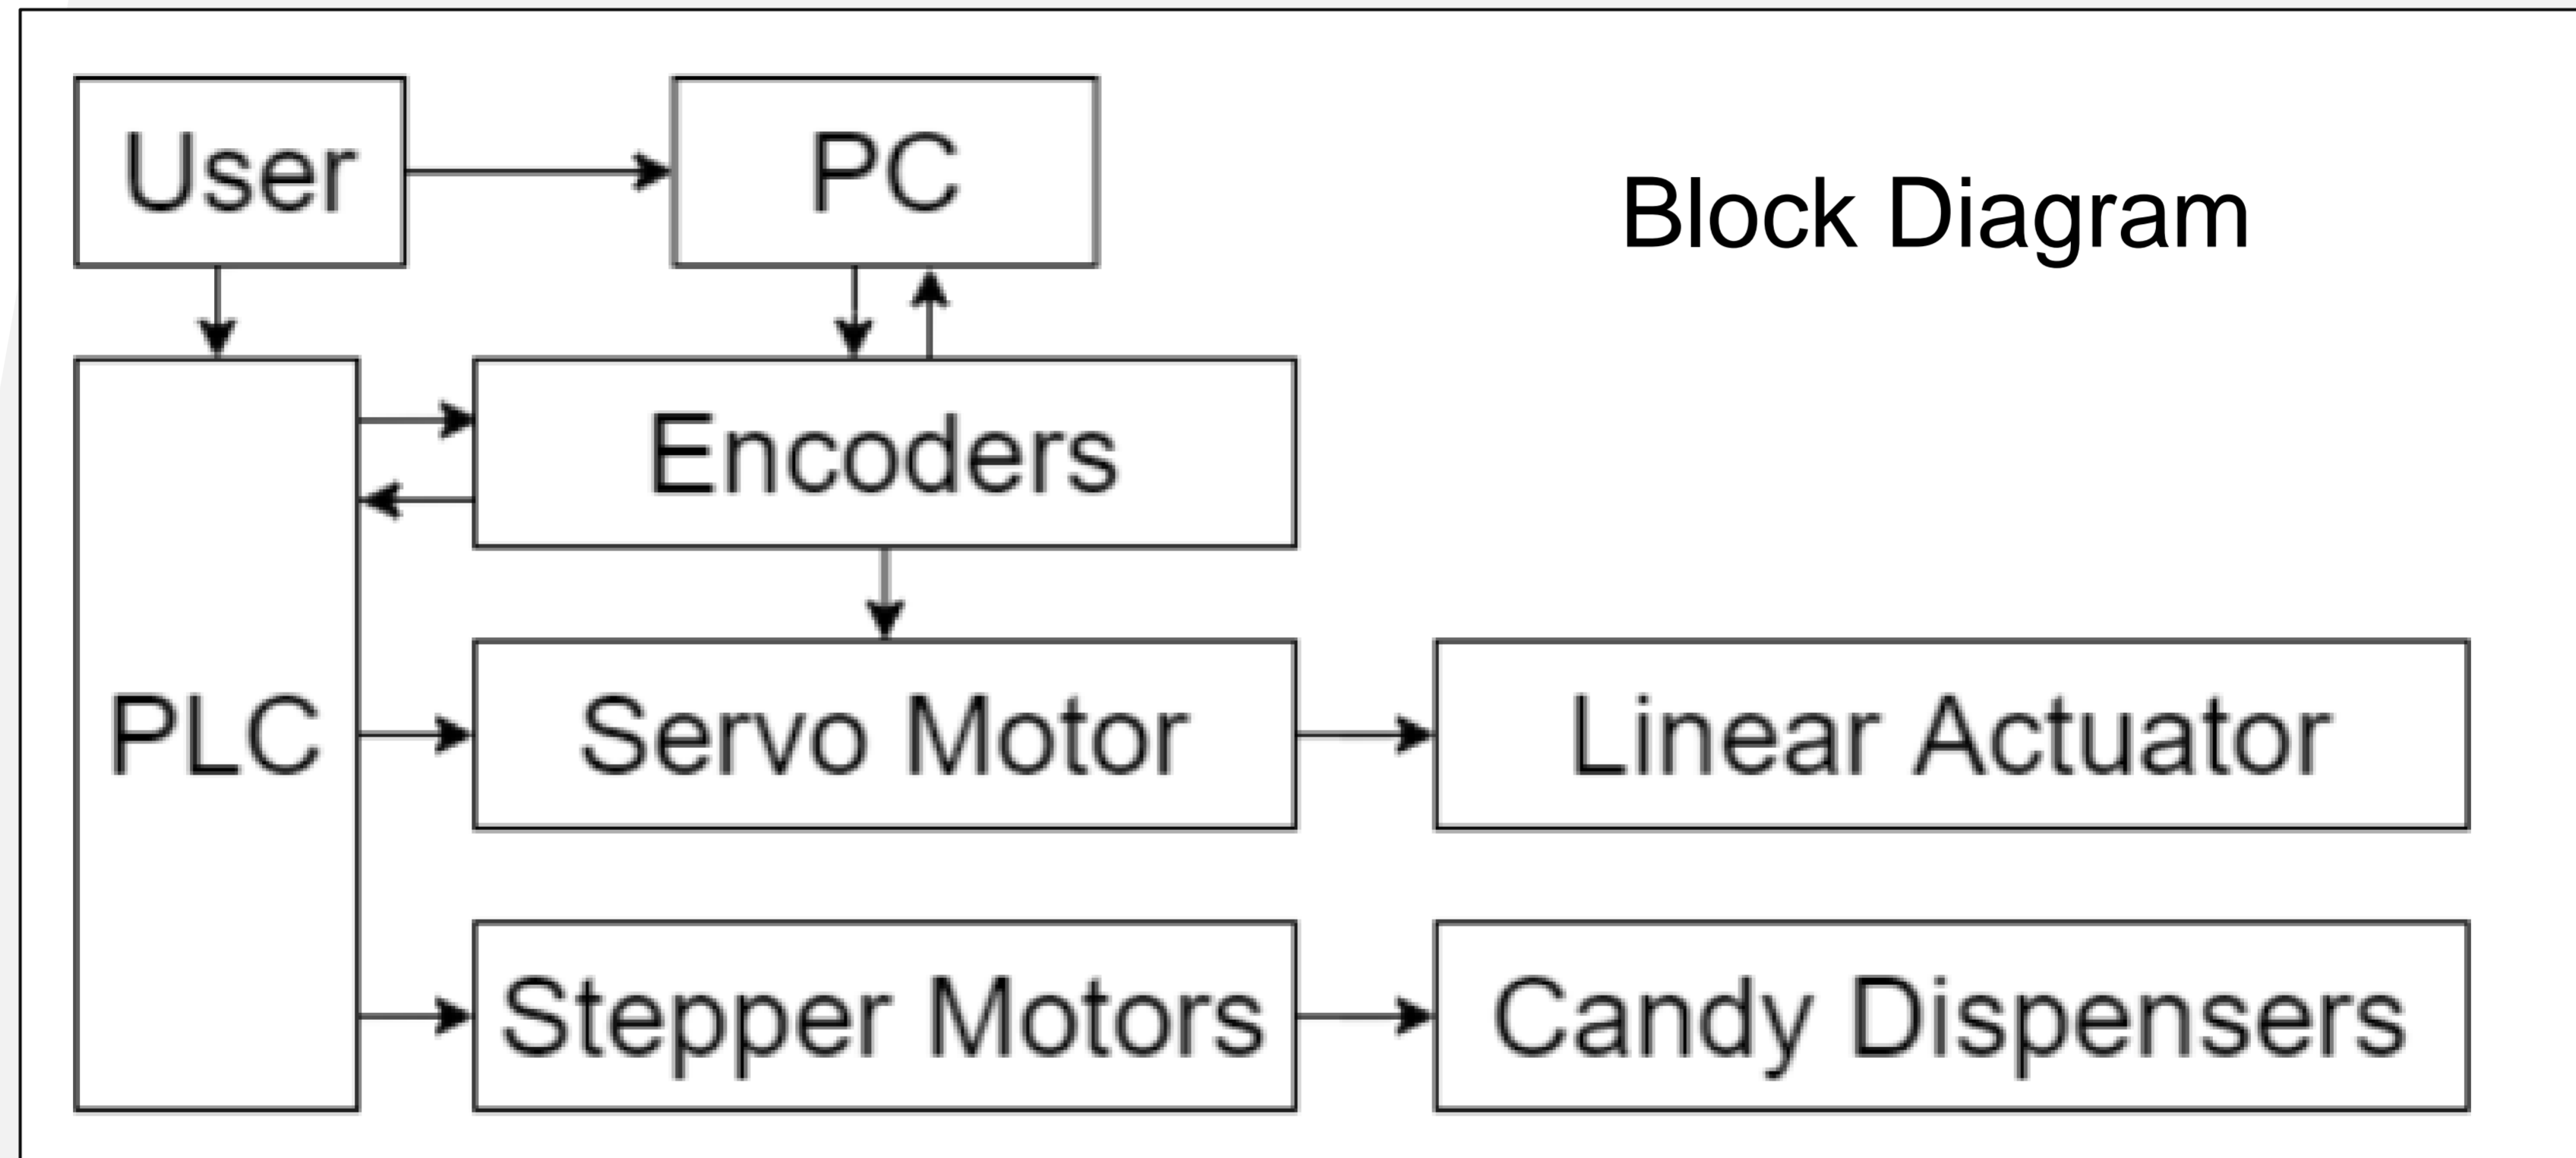 User
PC
Block Diagram
Encoders
PLC
Servo Motor
Linear Actuator
Stepper Motors
Candy Dispensers